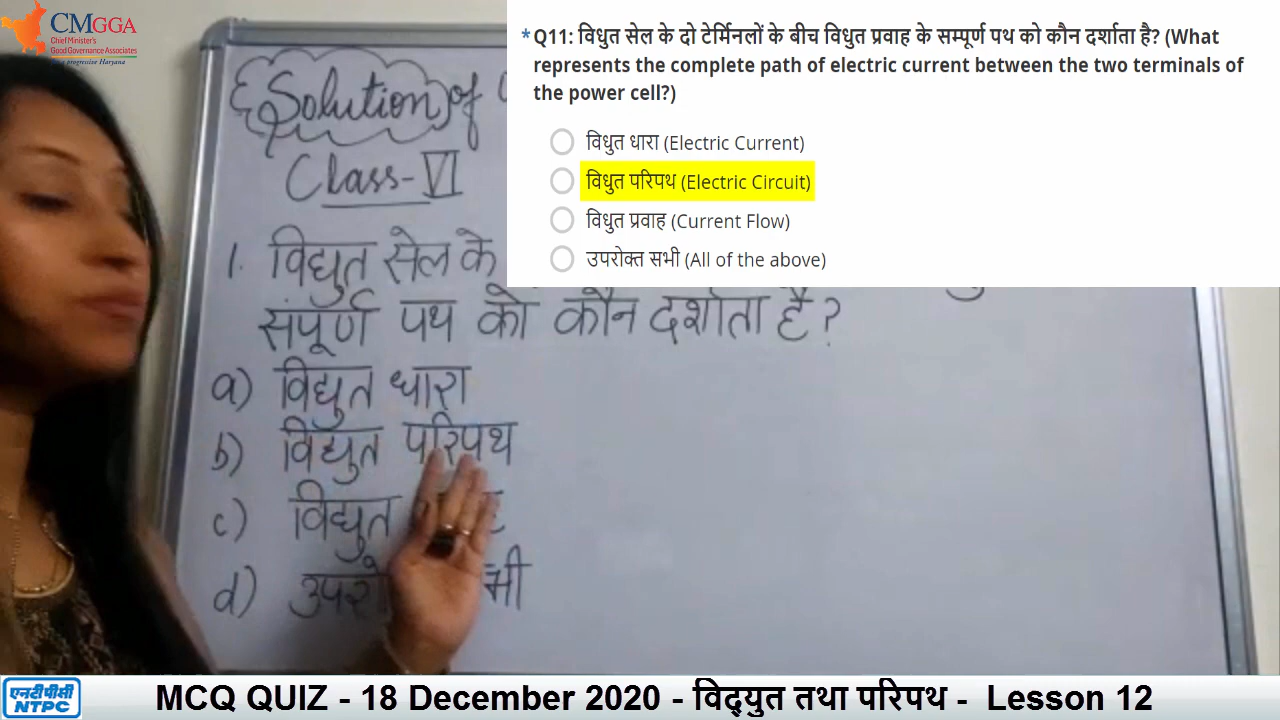 CMGGA
Chief Minister's
Good Governance Associates
*Q11: विधुत सेल के दो टेर्मिनलों के बीच विधुत प्रवाह के सम्पूर्ण पथ को कौन दर्शाता है? (What
represents the complete path of electric current between the two terminals of
the power cell?)
विधुत धारा (Electric Current)
विधुत परिपथ (Electric Circuit)
विधुत प्रवाह (Current Flow)
उपरोक्त सभी (All of the above)
Solution of
Class-VI
1. विद्युत सेल के
संपूर्ण पथ को कौन दर्शाता है?
a) विद्युत धारा
b) विद्युत परिपथ
c) विद्युत
d)
एनटीपीसी
NTPC
MCQ QUIZ - 18 December 2020 - विद्युत तथा परिपथ - Lesson 12